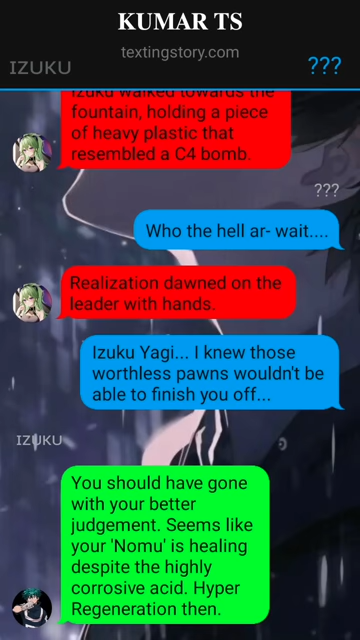 KUMAR TS
textingstory.com
IZUKU
???
Izuku walked towards the
fountain, holding a piece
of heavy plastic that
resembled a C4 bomb.
???
Who the hell ar- wait....
Realization dawned on the
leader with hands.
Izuku Yagi... I knew those
worthless pawns wouldn't be
able to finish you off...
IZUKU
You should have gone
with your better
judgement. Seems like
your 'Nomu' is healing
despite the highly
corrosive acid. Hyper
Regeneration then.